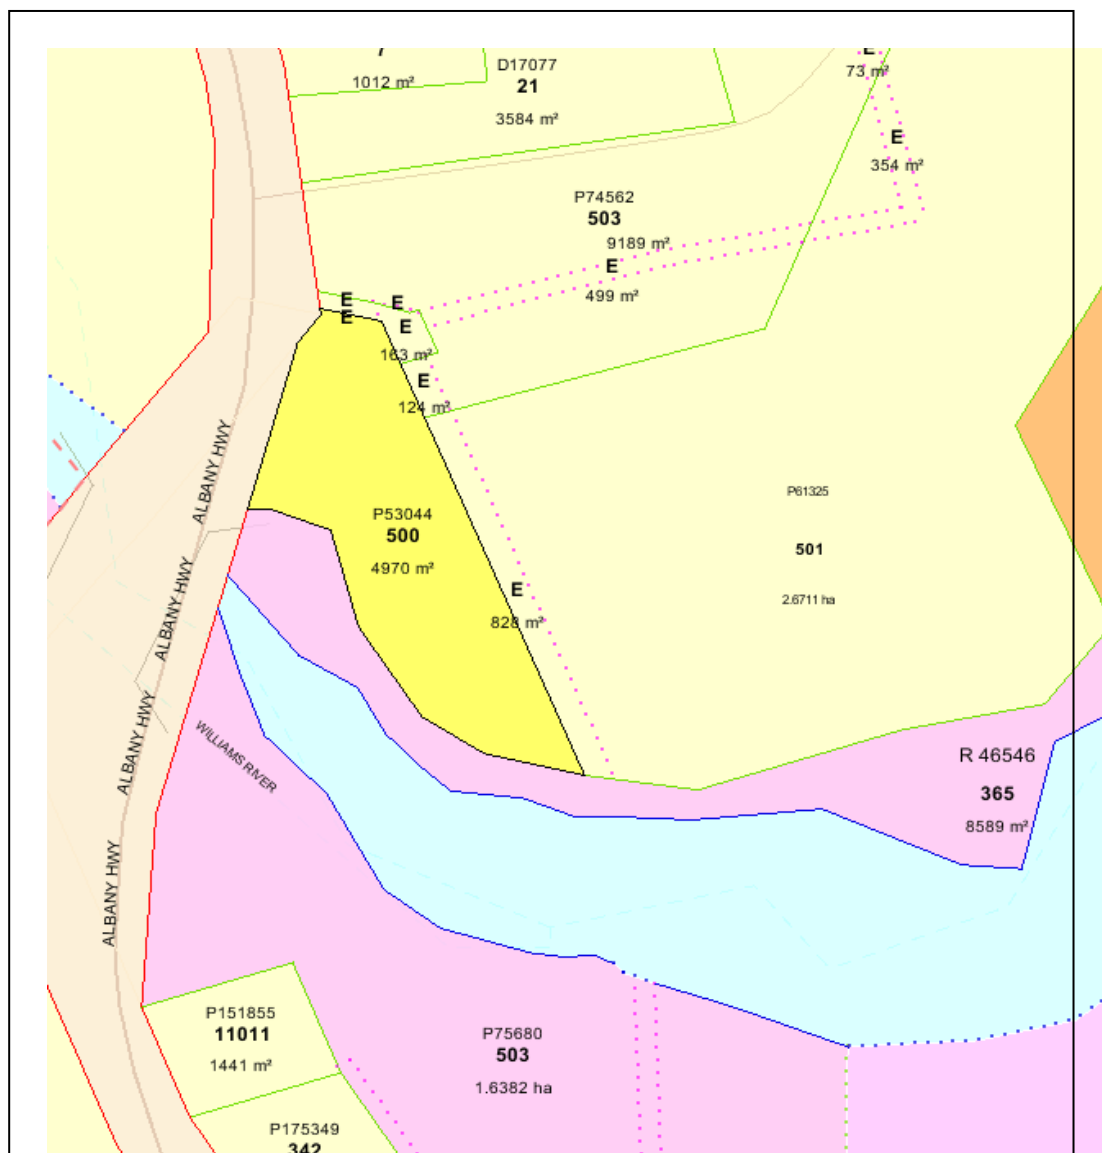 D17077
1012 m²
21
3584 m²
E
73 m²
E
354 m²
P74562
503
9189 m²
E
499 m²
E
E
E
E
163 m²
E
124 m²
P53044
500
4970 m²
E
828 m²
P61325
501
2.6711 ha
ALBANY HWY
ALBANY HWY
ALBANY HWY
ALBANY HWY
WILLIAMS RIVER
R 46546
365
8589 m²
P151855
11011
1441 m²
P75680
503
1.6382 ha
P175349
342